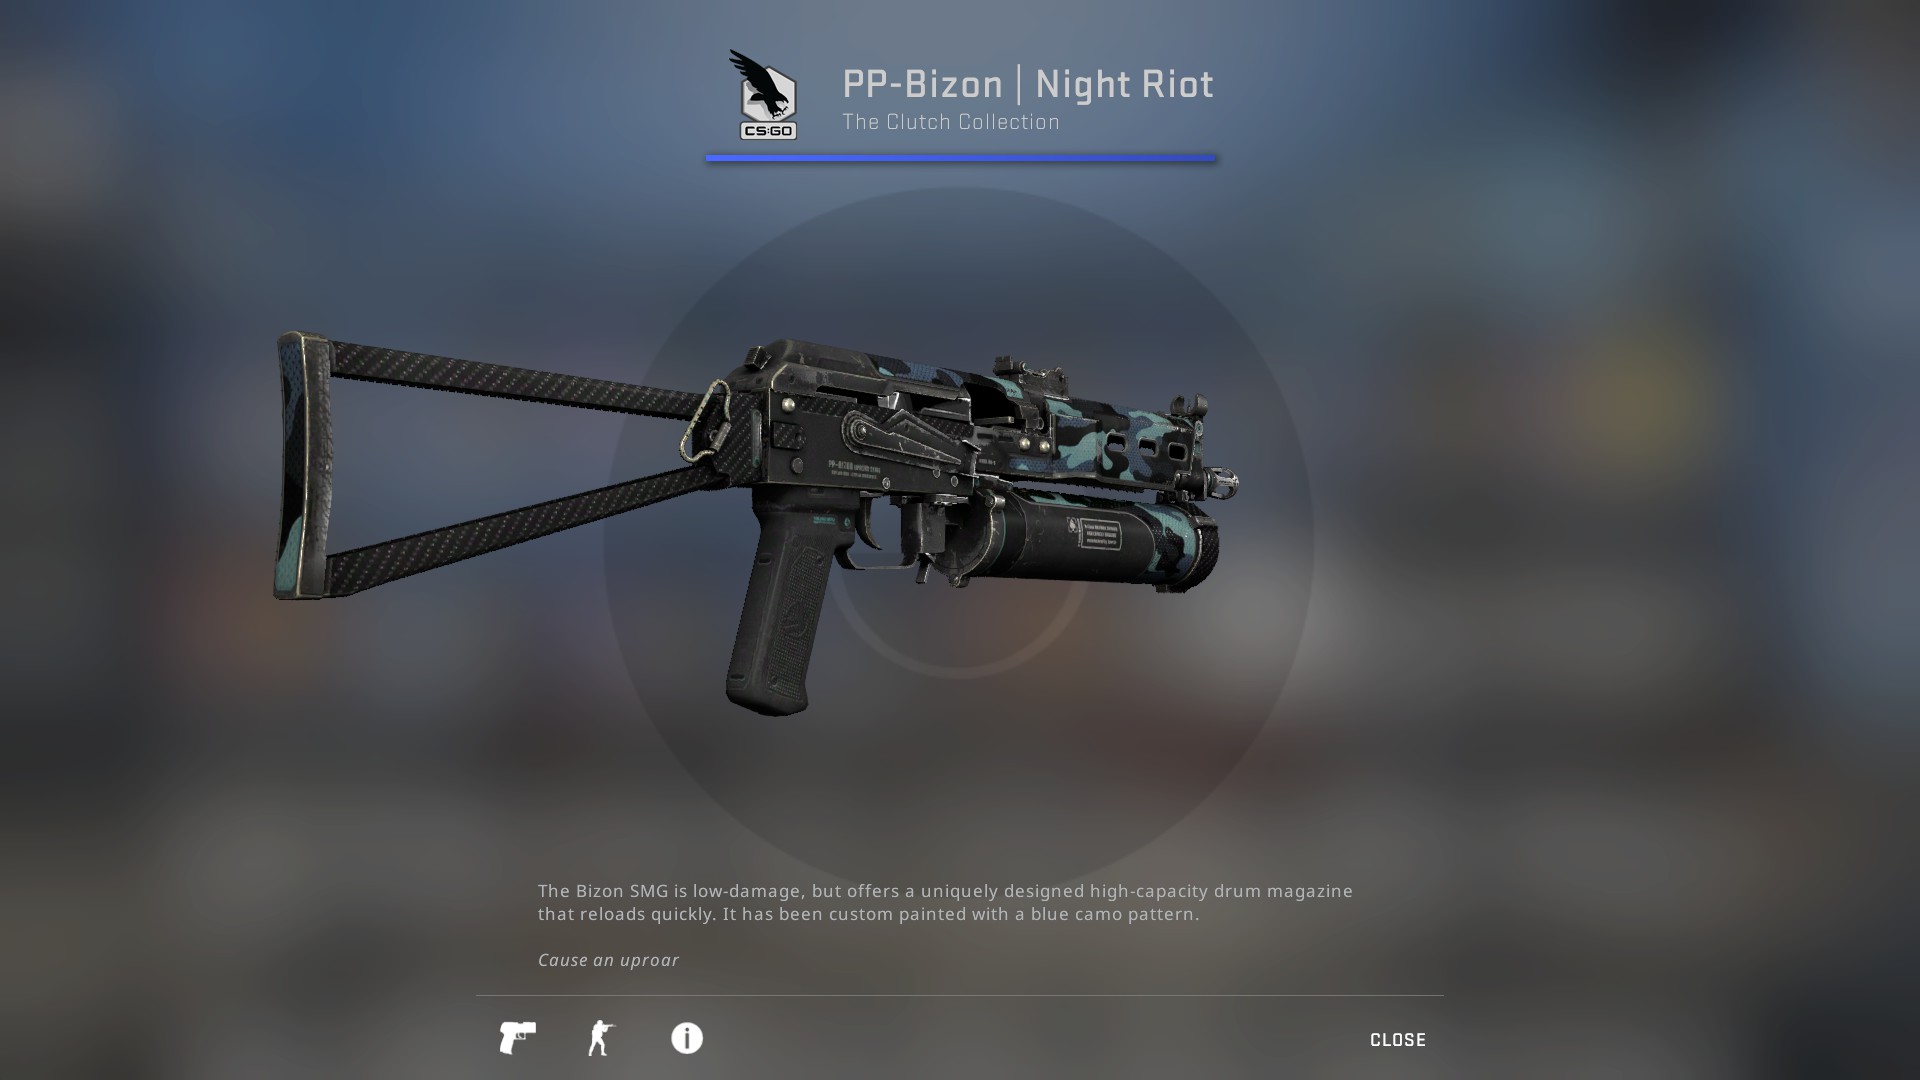 PP-Bizon | Night Riot
The Clutch Collection
CS:GO
PP-BIZON
The Bizon SMG is low-damage, but offers a uniquely designed high-capacity drum magazine
that reloads quickly. It has been custom painted with a blue camo pattern.
Cause an uproar
CLOSE